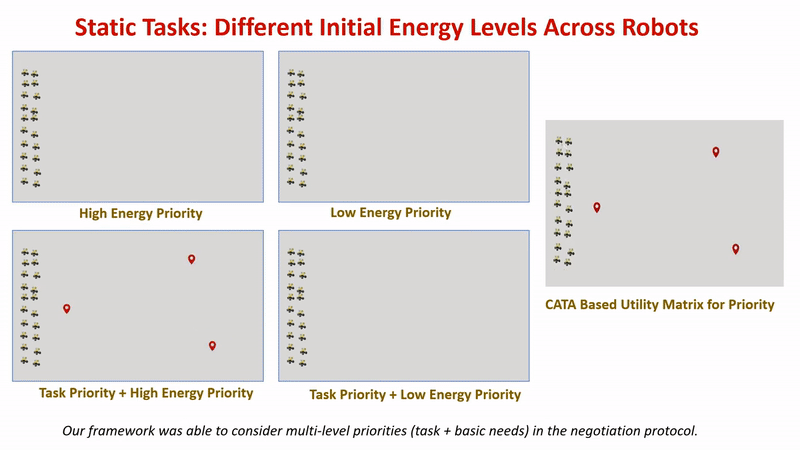 Static Tasks: Different Initial Energy Levels Across Robots
High Energy Priority
Low Energy Priority
CATA Based Utility Matrix for Priority
Task Priority + High Energy Priority
Task Priority + Low Energy Priority
Our framework was able to consider multi-level priorities (task + basic needs) in the negotiation protocol.